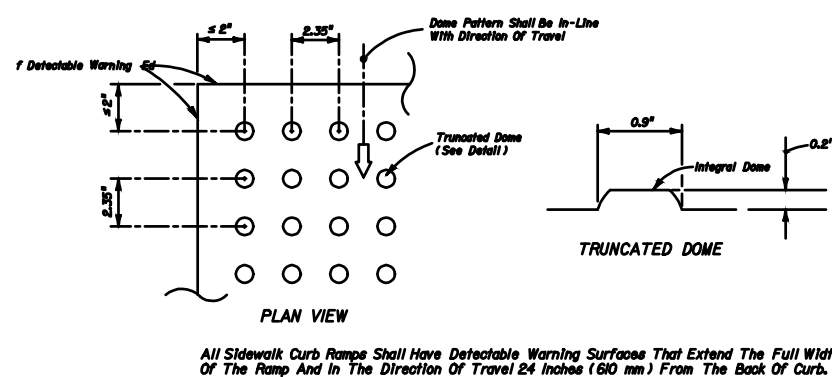 ≤ 2"
2.35"
Dome Pattern Shall Be In-Line
With Direction Of Travel
f Detectable Warning Ed
≤2"
Truncated Dome
(See Detail)
2.35"
0.9"
0.2"
Integral Dome
TRUNCATED DOME
PLAN VIEW
All Sidewalk Curb Ramps Shall Have Detectable Warning Surfaces That Extend The Full Widt
Of The Ramp And In The Direction Of Travel 24 Inches (610 mm) From The Back Of Curb.